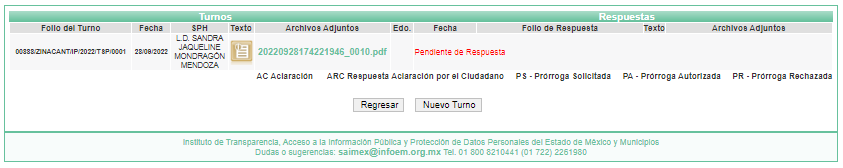 Turnos Respuestas
Folio del Turno Fecha SPH Texto Archivos Adjuntos Edo. Fecha Folio de Respuesta Texto Archivos Adjuntos
00888/ZINACANT/IP/2022/TSP/0001 28/09/2022 L.D. SANDRA JAQUELINE MONDRAGÓN MENDOZA 20220928174221946_0010.pdf Pendiente de Respuesta
AC Aclaración ARC Respuesta Aclaración por el Ciudadano PS - Prórroga Solicitada PA - Prórroga Autorizada PR - Prórroga Rechazada
Regresar Nuevo Turno
Instituto de Transparencia, Acceso a la Información Pública y Protección de Datos Personales del Estado de México y Municipios
Dudas o sugerencias: saimex@infoem.org.mx Tel. 01 800 8210441 (01 722) 2261980